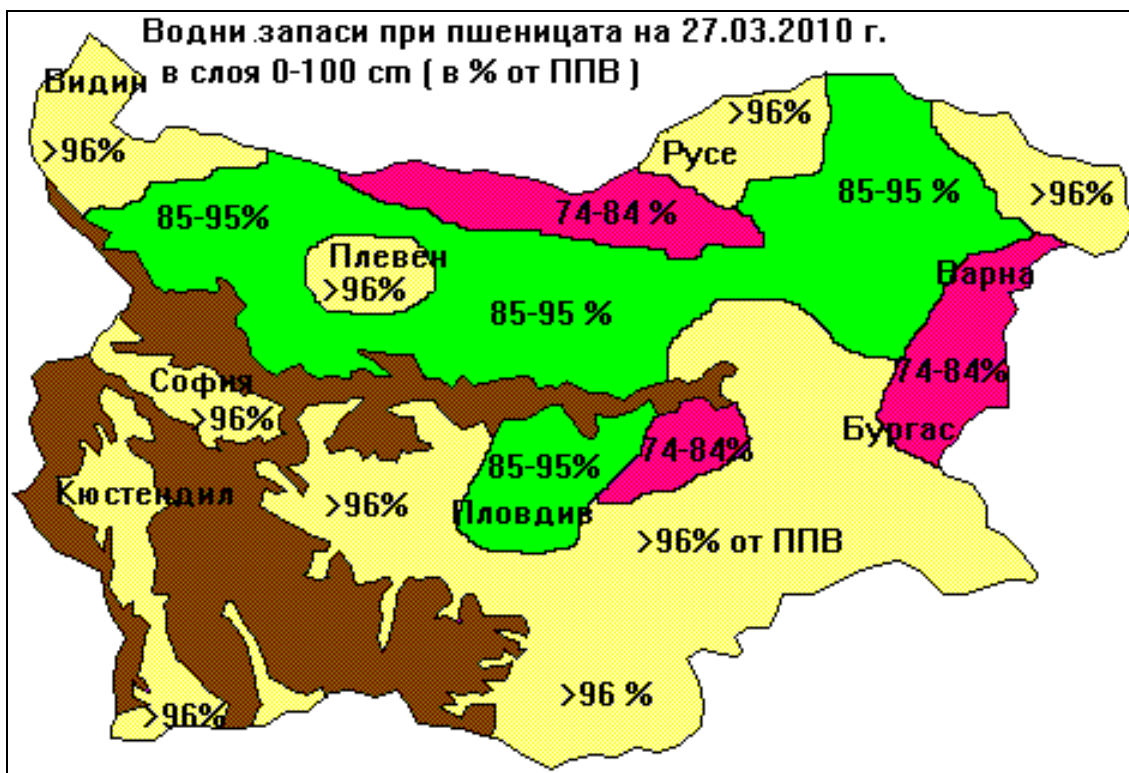 Водни запаси при пшеницата на 27.03.2010 г.
в слоя 0-100 cm ( в % от ППВ )
Видин
>96%
>96%
Русе
85-95 %
>96%
85-95%
74-84 %
Плевен
>96%
Варна
85-95 %
74-84%
София
>96%
Бургас
74-84%
85-95%
Кюстендил
>96%
Пловдив
>96% от ППВ
>96 %
>96%